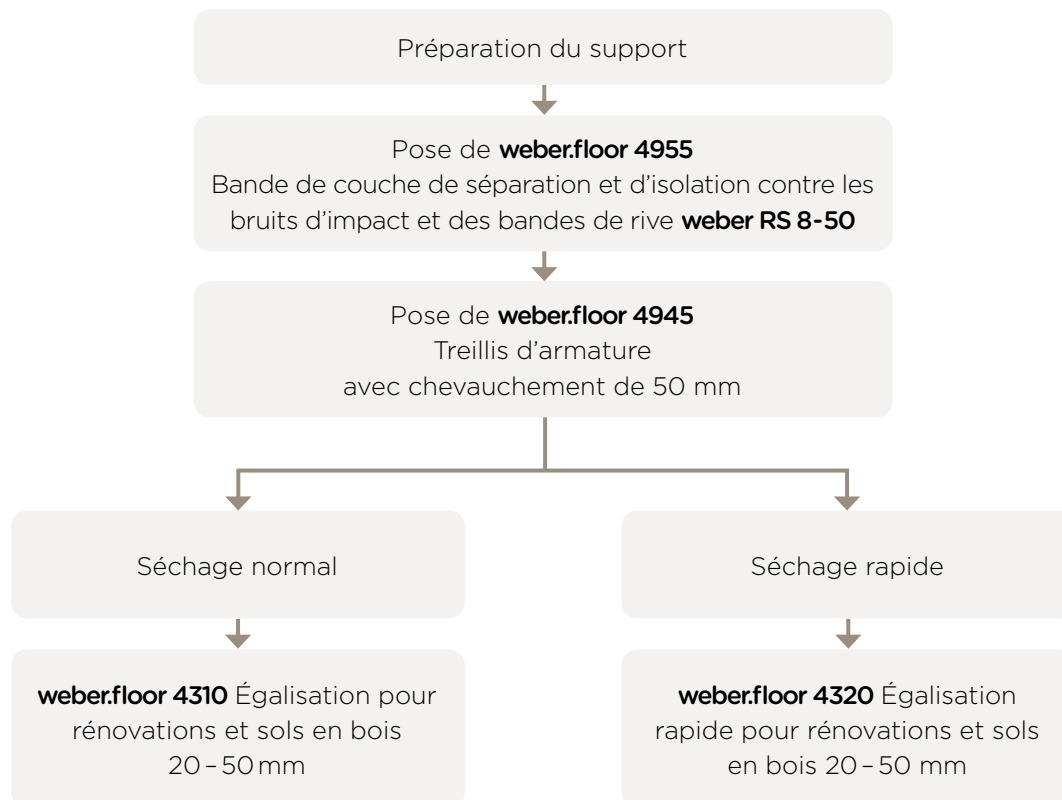 Préparation du support
Pose de weber.floor 4955
Bande de couche de séparation et d'isolation contre les
bruits d'impact et des bandes de rive weber RS 8-50
Pose de weber.floor 4945
Treillis d'armature
avec chevauchement de 50 mm
Séchage normal
Séchage rapide
weber.floor 4310 Égalisation pour
rénovations et sols en bois
20 – 50 mm
weber.floor 4320 Égalisation
rapide pour rénovations et sols
en bois 20 – 50 mm